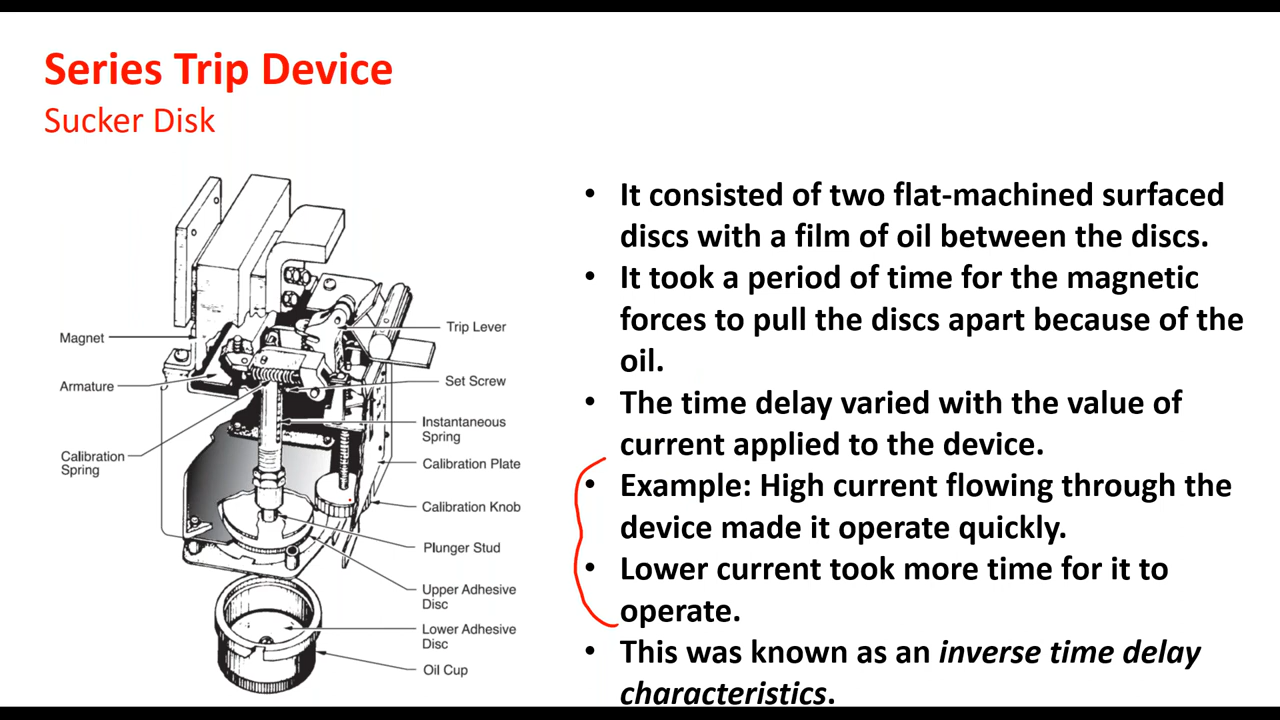 Series Trip Device
Sucker Disk
Magnet
Armature
Calibration
Spring
Trip Lever
Set Screw
Instantaneous
Spring
Calibration Plate
Calibration Knob
Plunger Stud
Upper Adhesive
Disc
Lower Adhesive
Disc
Oil Cup
• It consisted of two flat-machined surfaced
discs with a film of oil between the discs.
• It took a period of time for the magnetic
forces to pull the discs apart because of the
oil.
• The time delay varied with the value of
current applied to the device.
• Example: High current flowing through the
device made it operate quickly.
• Lower current took more time for it to
operate.
• This was known as an inverse time delay
characteristics.